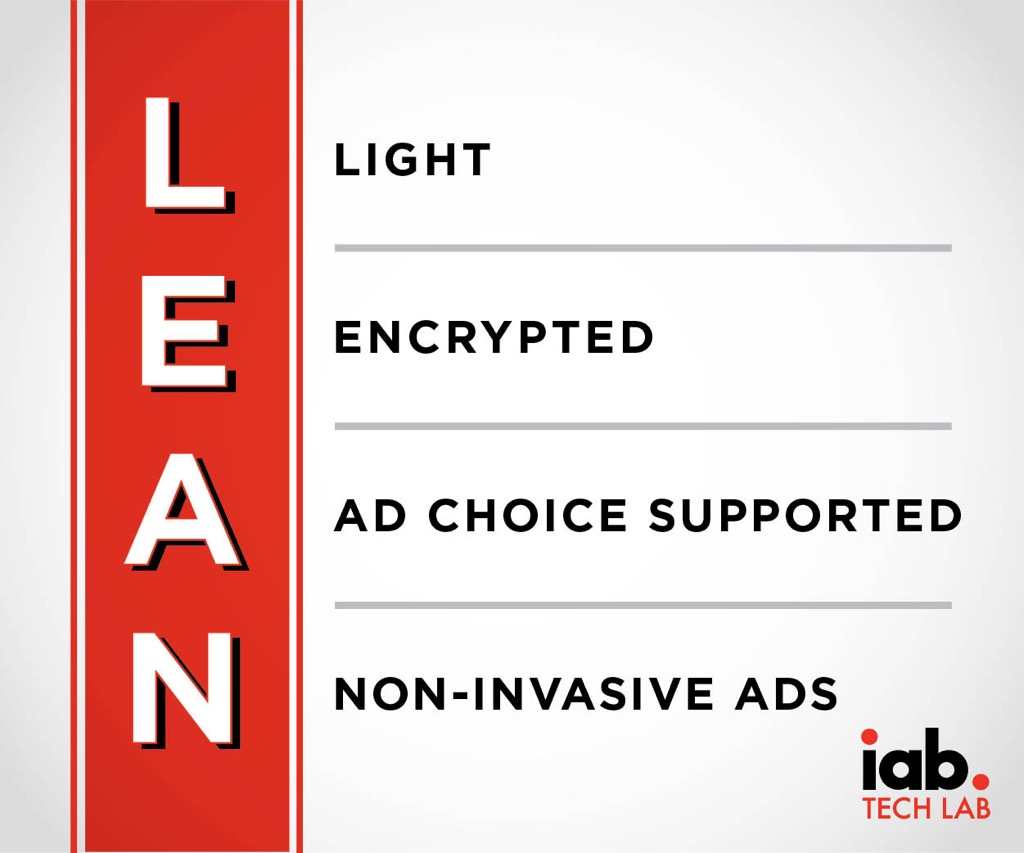 L
LIGHT
E
ENCRYPTED
A
AD CHOICE SUPPORTED
N
NON-INVASIVE ADS
iab.
TECH LAB